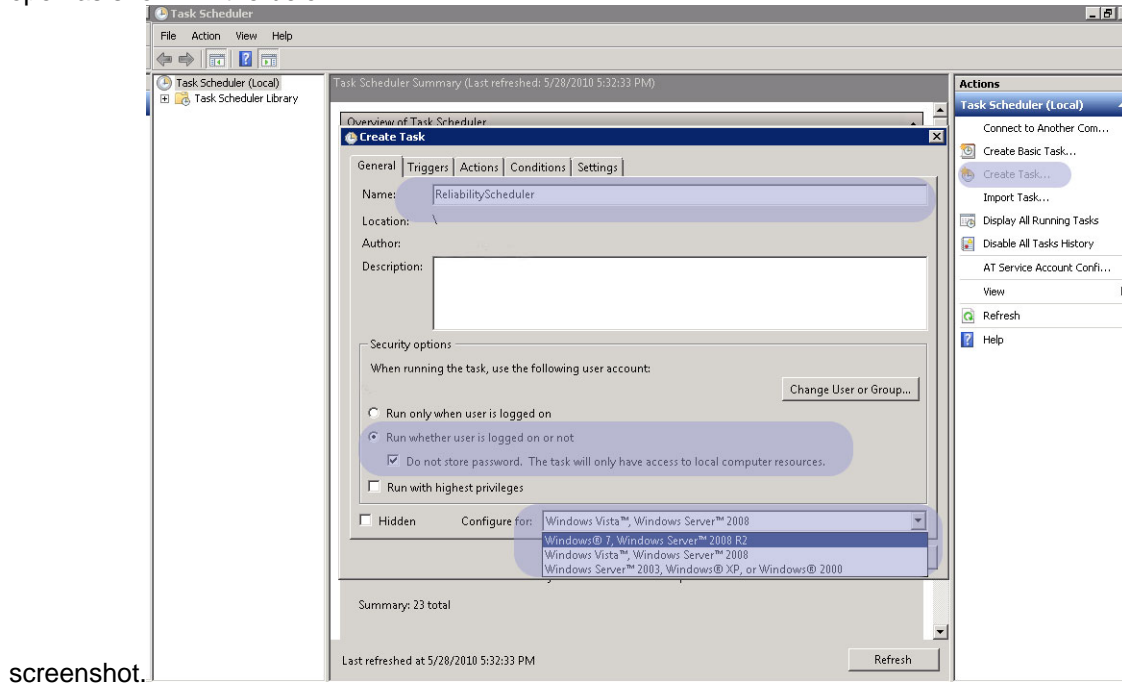 Task Scheduler
File Action View Help
Task Scheduler (Local)
Task Scheduler Library
Task Scheduler Summary (Last refreshed: 5/28/2010 5:32:33 PM)
Overview of Task Scheduler
Create Task
General Triggers Actions Conditions Settings
Name: ReliabilityScheduler
Location: \
Author:
Description:
Security options
When running the task, use the following user account:
Change User or Group...
Run only when user is logged on
Run whether user is logged on or not
Do not store password. The task will only have access to local computer resources.
Run with highest privileges
Hidden Configure for: Windows Vista™, Windows Server™ 2008
Windows® 7, Windows Server™ 2008 R2
Windows Vista™, Windows Server™ 2008
Windows Server™ 2003, Windows® XP, or Windows® 2000
Summary: 23 total
Last refreshed at 5/28/2010 5:32:33 PM Refresh
Actions
Task Scheduler (Local)
Connect to Another Com...
Create Basic Task...
Create Task...
Import Task...
Display All Running Tasks
Disable All Tasks History
AT Service Account Confi...
View
Refresh
Help
screenshot.